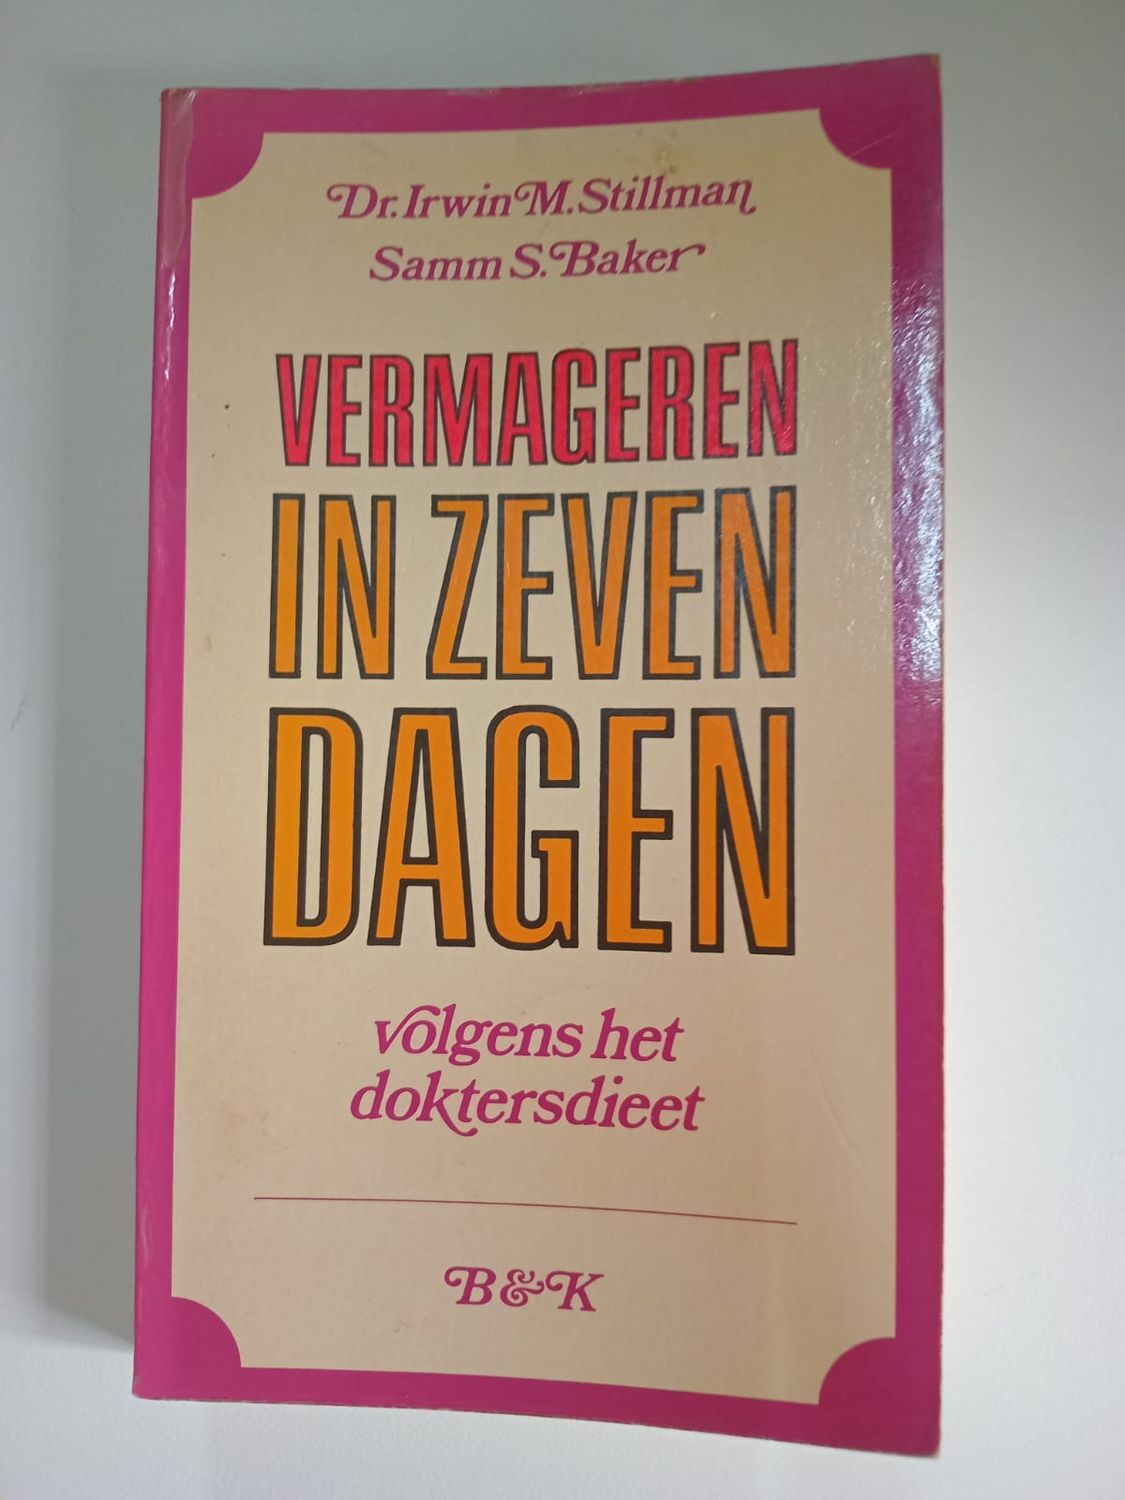 Dr. Irwin M. Stillman
Samm S. Baker
VERMAGEREN
IN ZEVEN
DAGEN
volgens het
doktersdieet
B&K